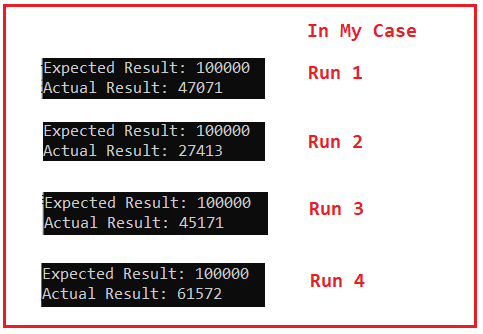 In My Case
Expected Result: 100000
Actual Result: 47071
Run 1
Expected Result: 100000
Actual Result: 27413
Run 2
Expected Result: 100000
Actual Result: 45171
Run 3
Expected Result: 100000
Actual Result: 61572
Run 4